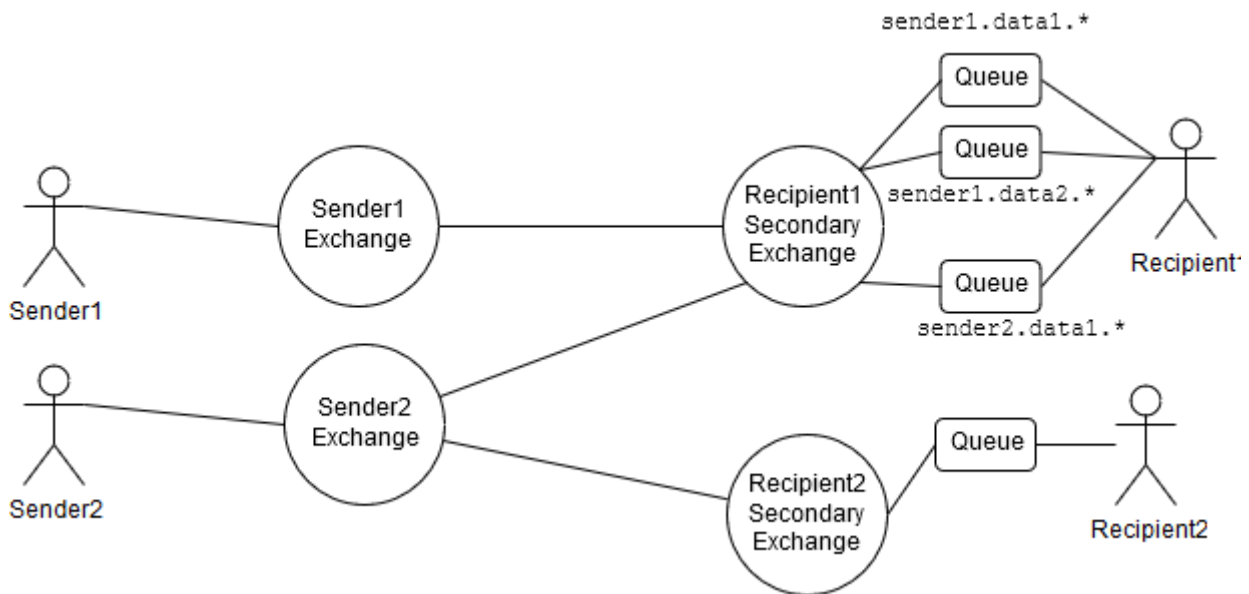 sender1.data1.*
Queue
Queue
sender1.data2.*
Sender1
Exchange
Recipient1
Secondary
Exchange
Recipient1
Sender1
Queue
sender2.data1.*
Sender2
Exchange
Sender2
Queue
Recipient2
Secondary
Exchange
Recipient2